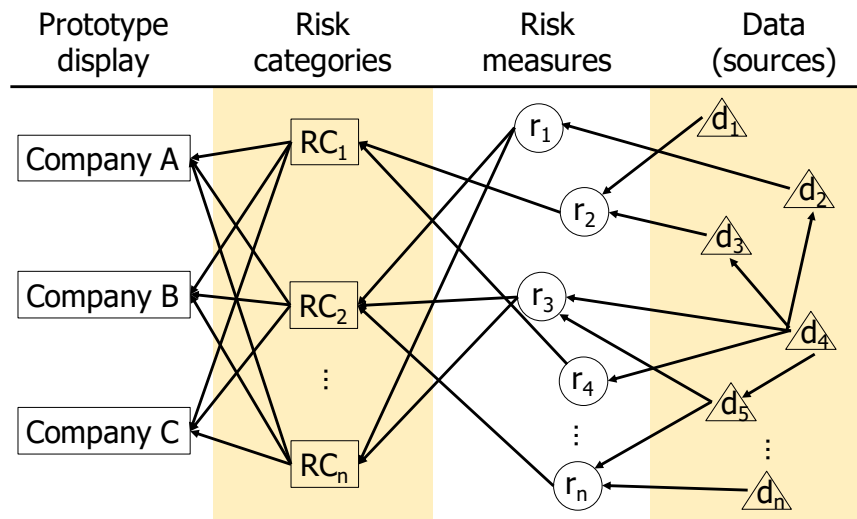 Prototype display
Risk categories
Risk measures
Data (sources)
Company A
Company B
Company C
RC1
RC2
⋮
RCn
r1
r2
r3
r4
⋮
rn
d1
d2
d3
d4
d5
⋮
dn